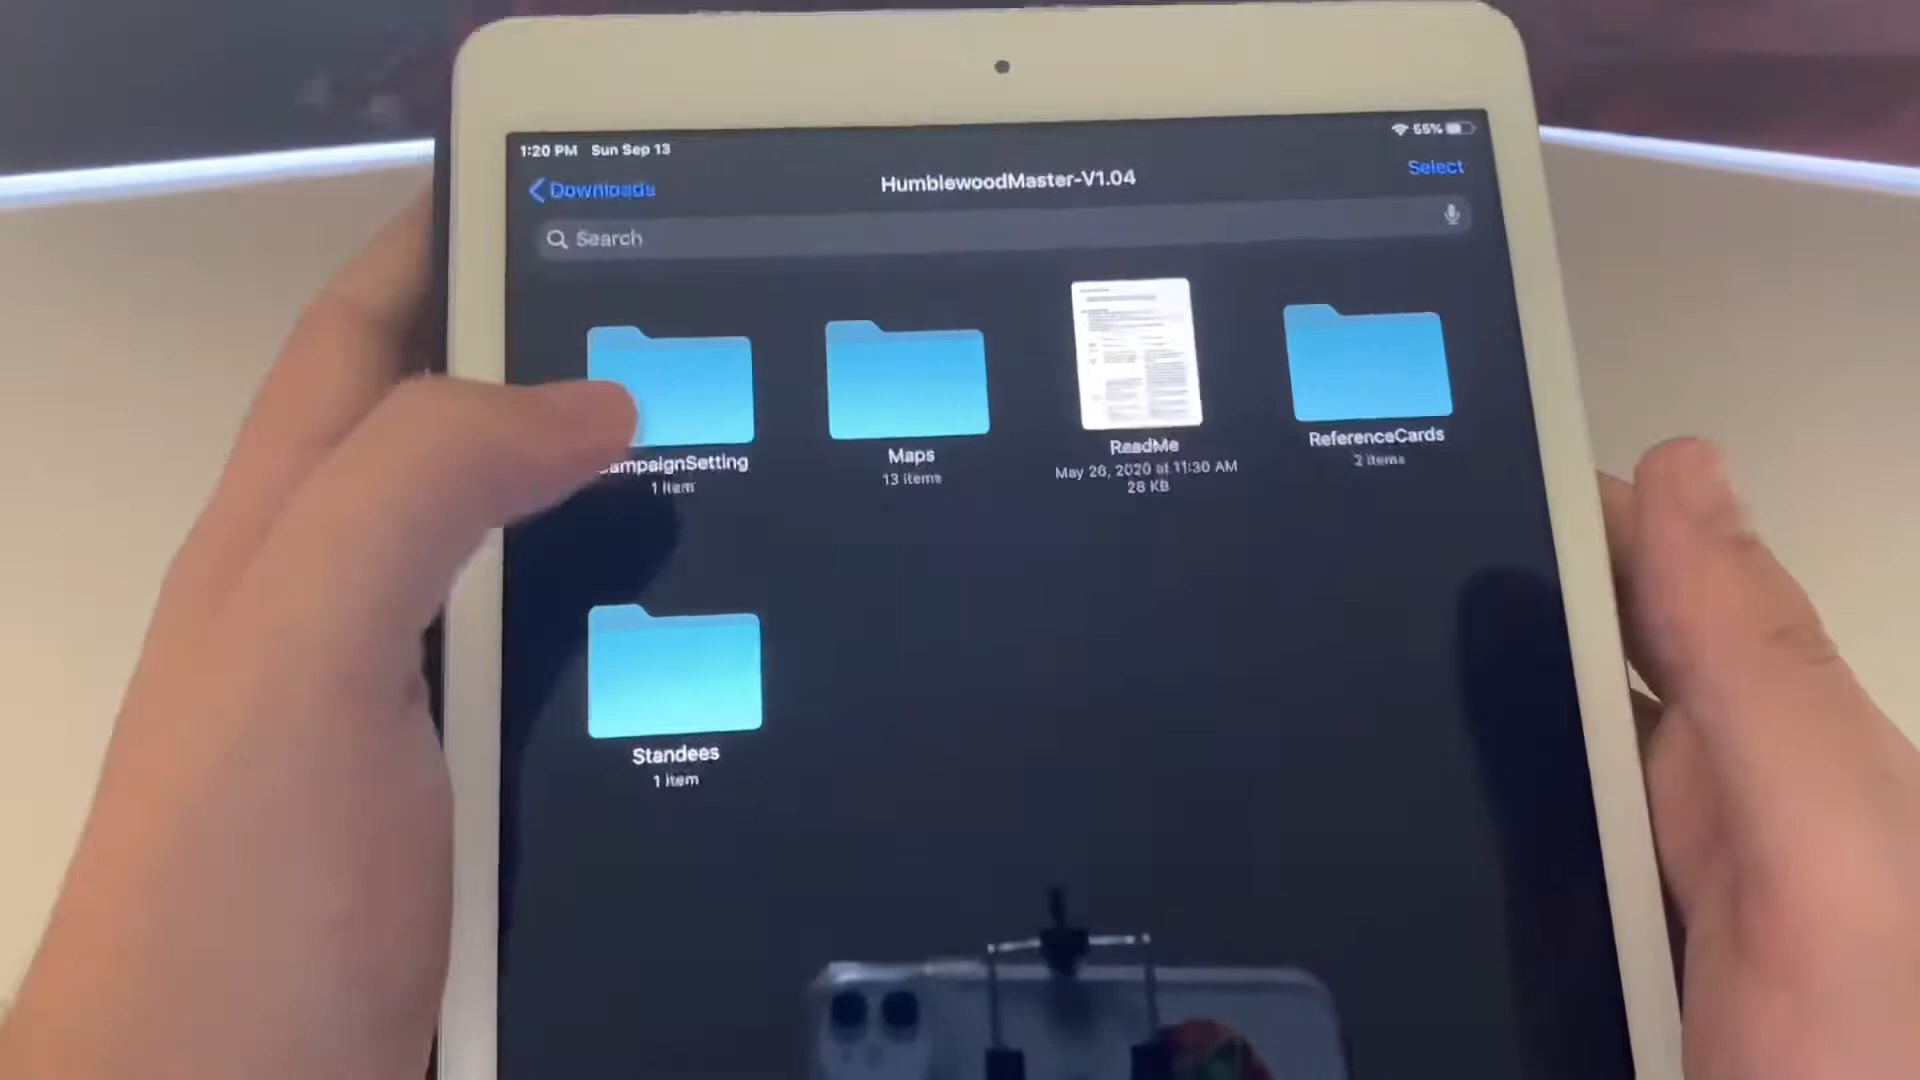 1:20 PM Sun Sep 13
55%
Downloads
HumblewoodMaster-V1.04
Select
Search
ampaignSetting
1 item
Maps
13 items
ReadMe
May 26, 2020 at 11:30 AM
28 KB
ReferenceCards
2 items
Standees
1 item